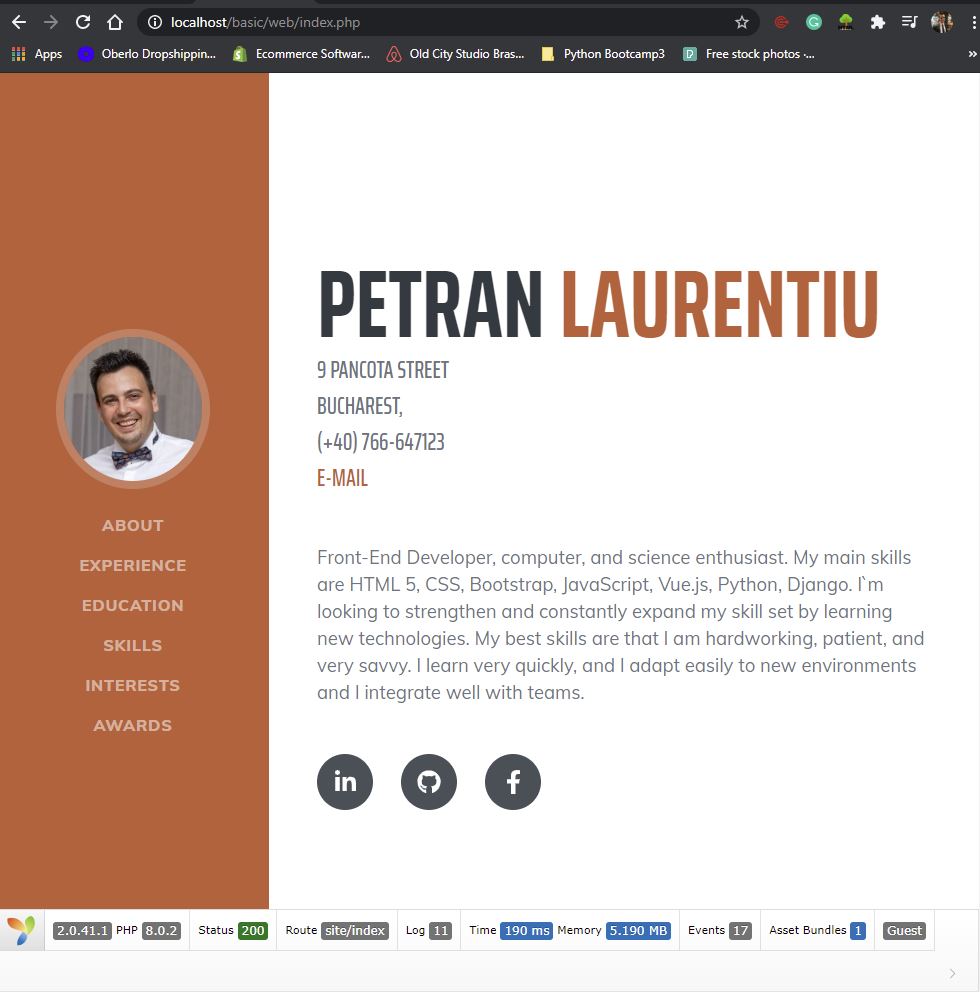 localhost/basic/web/index.php
Apps Oberlo Dropshippin... Ecommerce Softwar... Old City Studio Bras... Python Bootcamp3 Free stock photos ·... »
PETRAN LAURENTIU
9 PANCOTA STREET
BUCHAREST,
(+40) 766-647123
E-MAIL
ABOUT
EXPERIENCE
EDUCATION
SKILLS
INTERESTS
AWARDS
Front-End Developer, computer, and science enthusiast. My main skills
are HTML 5, CSS, Bootstrap, JavaScript, Vue.js, Python, Django. I`m
looking to strengthen and constantly expand my skill set by learning
new technologies. My best skills are that I am hardworking, patient, and
very savvy. I learn very quickly, and I adapt easily to new environments
and I integrate well with teams.
in
f
2.0.41.1 PHP 8.0.2 Status 200 Route site/index Log 11 Time 190 ms Memory 5.190 MB Events 17 Asset Bundles 1 Guest